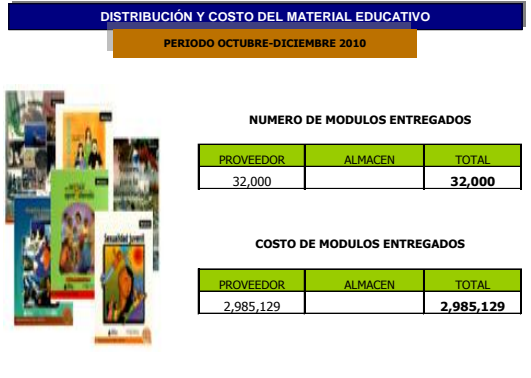 DISTRIBUCIÓN Y COSTO DEL MATERIAL EDUCATIVO
PERIODO OCTUBRE-DICIEMBRE 2010
NUMERO DE MODULOS ENTREGADOS
PROVEEDOR ALMACEN TOTAL
32,000 32,000
COSTO DE MODULOS ENTREGADOS
PROVEEDOR ALMACEN TOTAL
2,985,129 2,985,129
Sexualidad juvenil